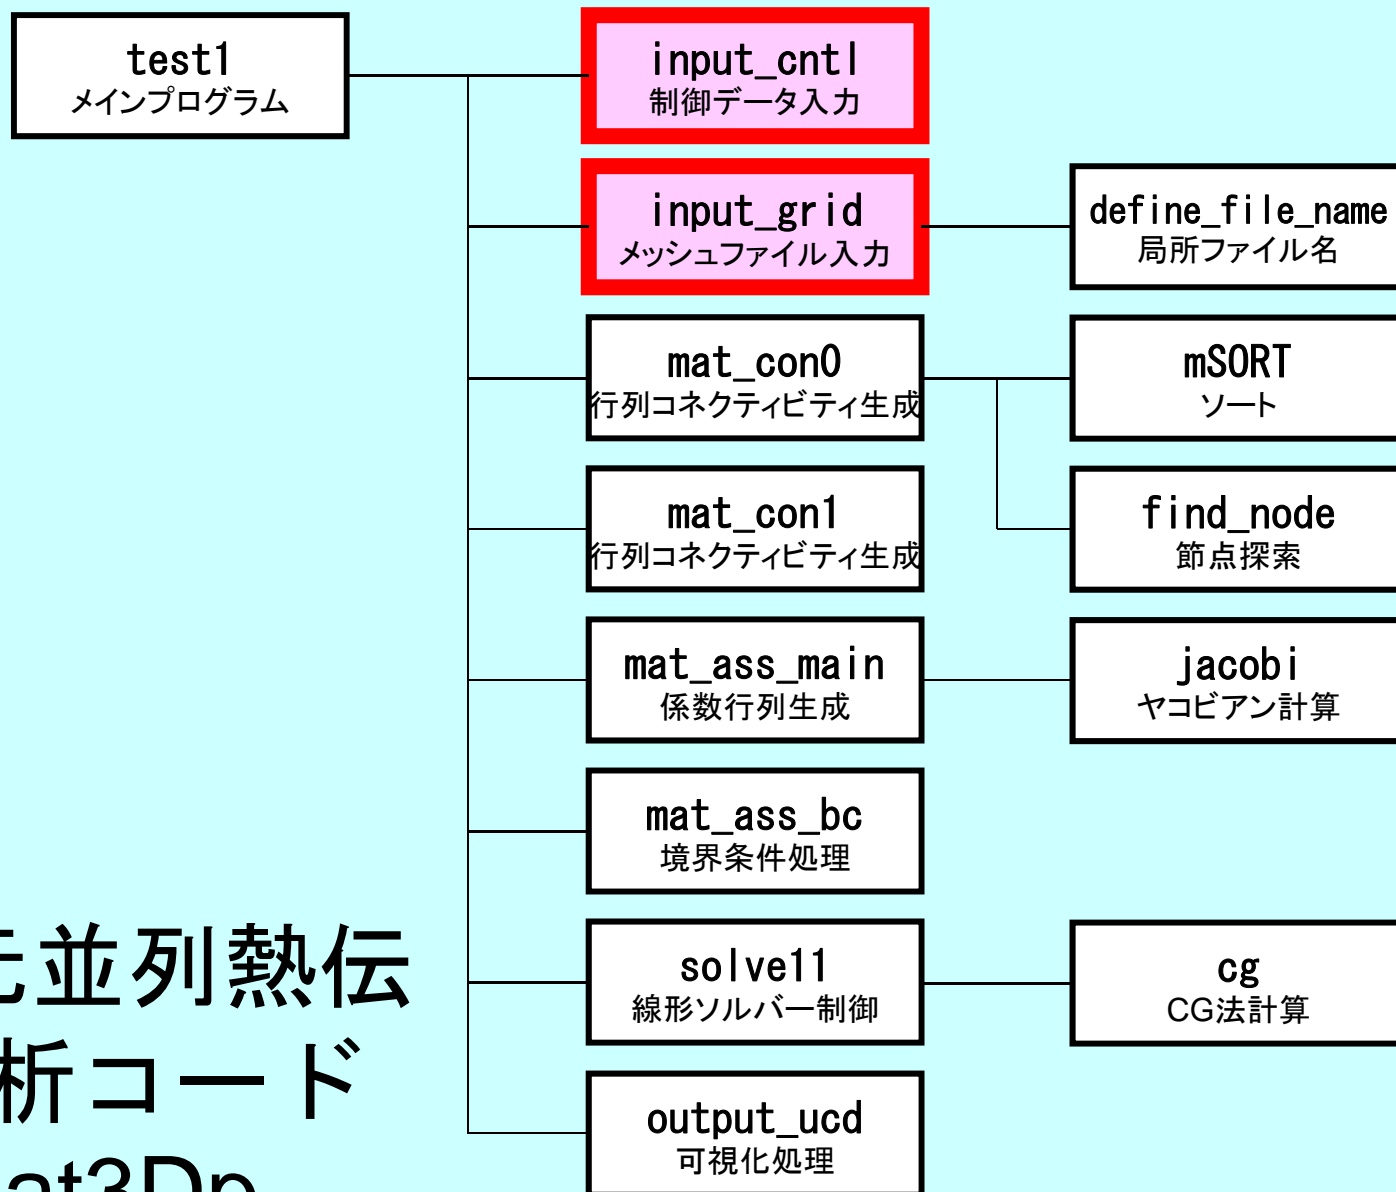 test1
メインプログラム
input_cntl
制御データ入力
input_grid
メッシュファイル入力
define_file_name
局所ファイル名
mat_con0
行列コネクティビティ生成
mSORT
ソート
mat_con1
行列コネクティビティ生成
find_node
節点探索
mat_ass_main
係数行列生成
jacobi
ヤコビアン計算
mat_ass_bc
境界条件処理
solve11
線形ソルバー制御
cg
CG法計算
output_ucd
可視化処理
元並列熱伝
析コード
at3Dp